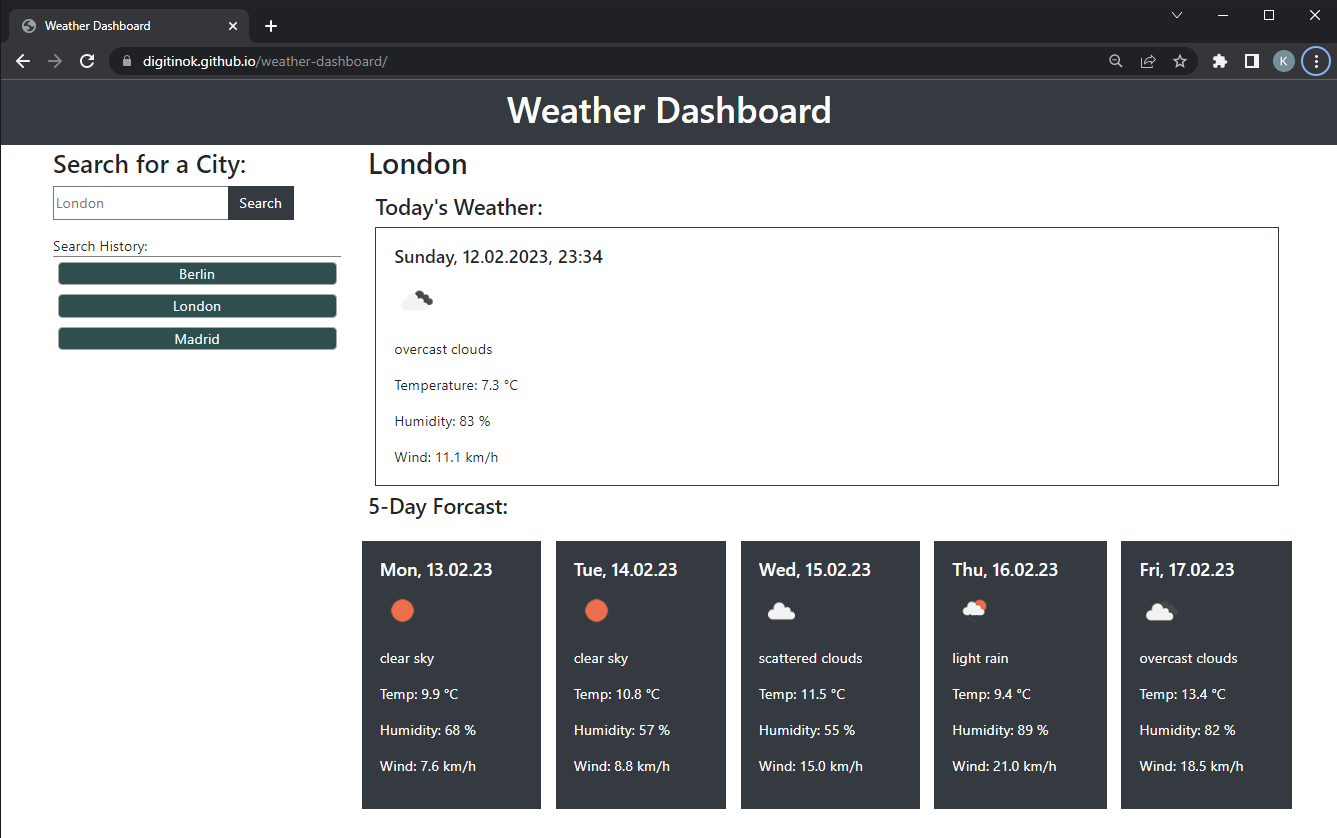 Weather Dashboard
digitinok.github.io/weather-dashboard/
K
Weather Dashboard
Search for a City:
London
Search
Search History:
Berlin
London
Madrid
London
Today's Weather:
Sunday, 12.02.2023, 23:34
overcast clouds
Temperature: 7.3 °C
Humidity: 83 %
Wind: 11.1 km/h
5-Day Forcast:
Mon, 13.02.23
clear sky
Temp: 9.9 °C
Humidity: 68 %
Wind: 7.6 km/h
Tue, 14.02.23
clear sky
Temp: 10.8 °C
Humidity: 57 %
Wind: 8.8 km/h
Wed, 15.02.23
scattered clouds
Temp: 11.5 °C
Humidity: 55 %
Wind: 15.0 km/h
Thu, 16.02.23
light rain
Temp: 9.4 °C
Humidity: 89 %
Wind: 21.0 km/h
Fri, 17.02.23
overcast clouds
Temp: 13.4 °C
Humidity: 82 %
Wind: 18.5 km/h